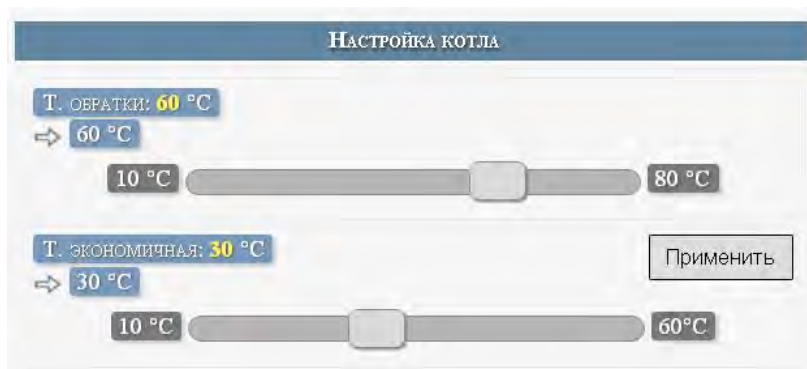 Настройка котла
Т. обратки: 60 °C
⇨ 60 °C
10 °C 80 °C
Т. экономичная: 30 °C
Применить
⇨ 30 °C
10 °C 60°C